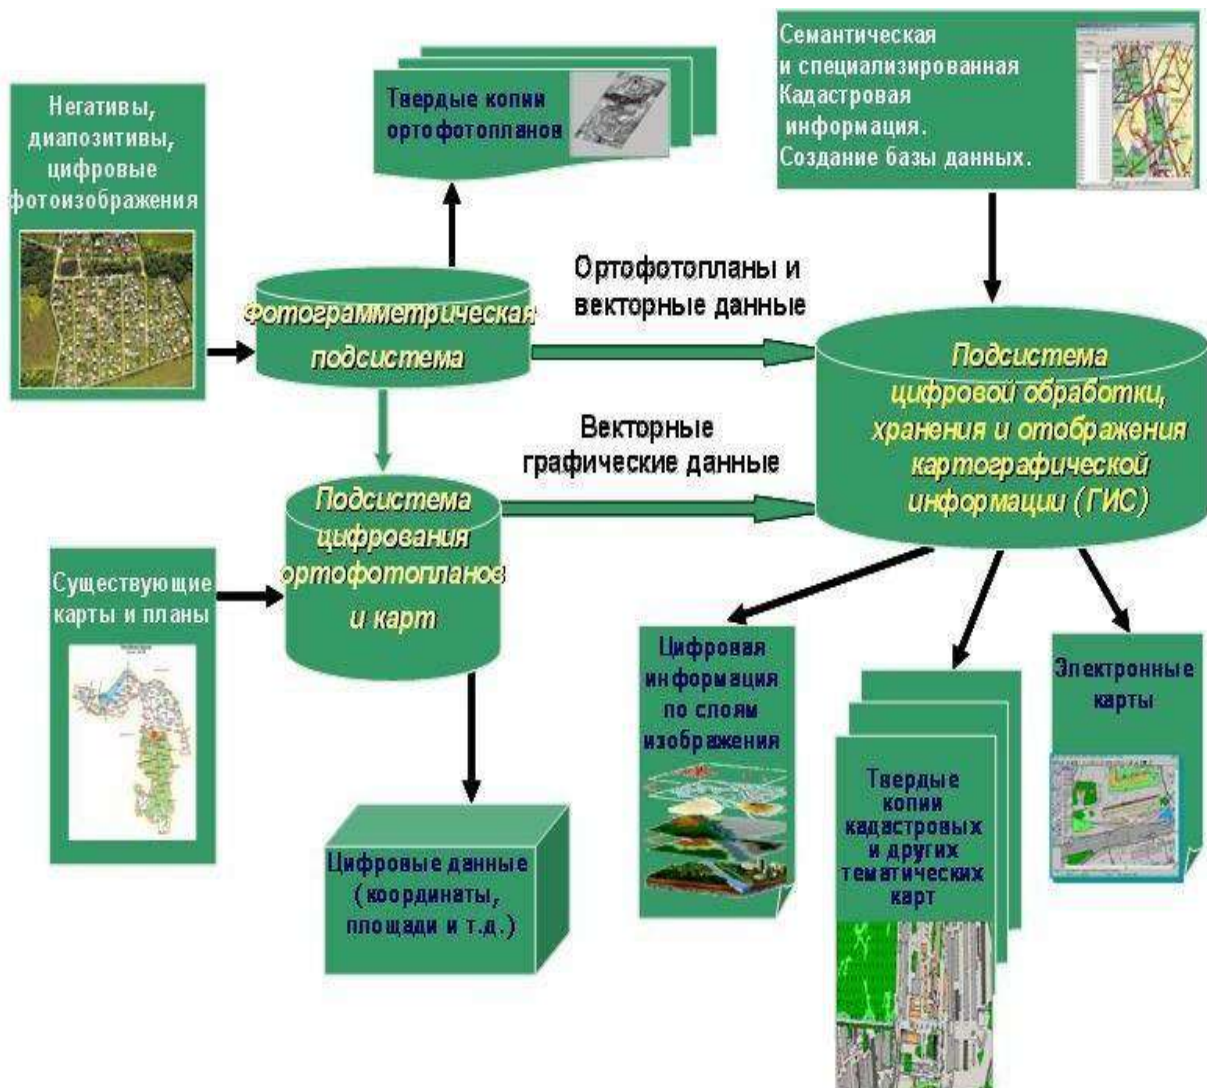 Негативы,
диапозитивы,
цифровые
фотоизображения
Твердые копии
ортофотопланов
Семантическая
и специализированная
Кадастровая
информация.
Создание базы данных.
Фотограмметрическая
подсистема
Ортофотопланы и
векторные данные
Подсистема
цифровой обработки,
хранения и отображения
картографической
информации (ГИС)
Векторные
графические данные
Подсистема
цифрования
ортофотопланов
и карт
Существующие
карты и планы
Цифровые данные
(координаты,
площади и т.д.)
Цифровая
информация
по слоям
изображения
Твердые
копии
кадастровых
и других
тематических
карт
Электронные
карты